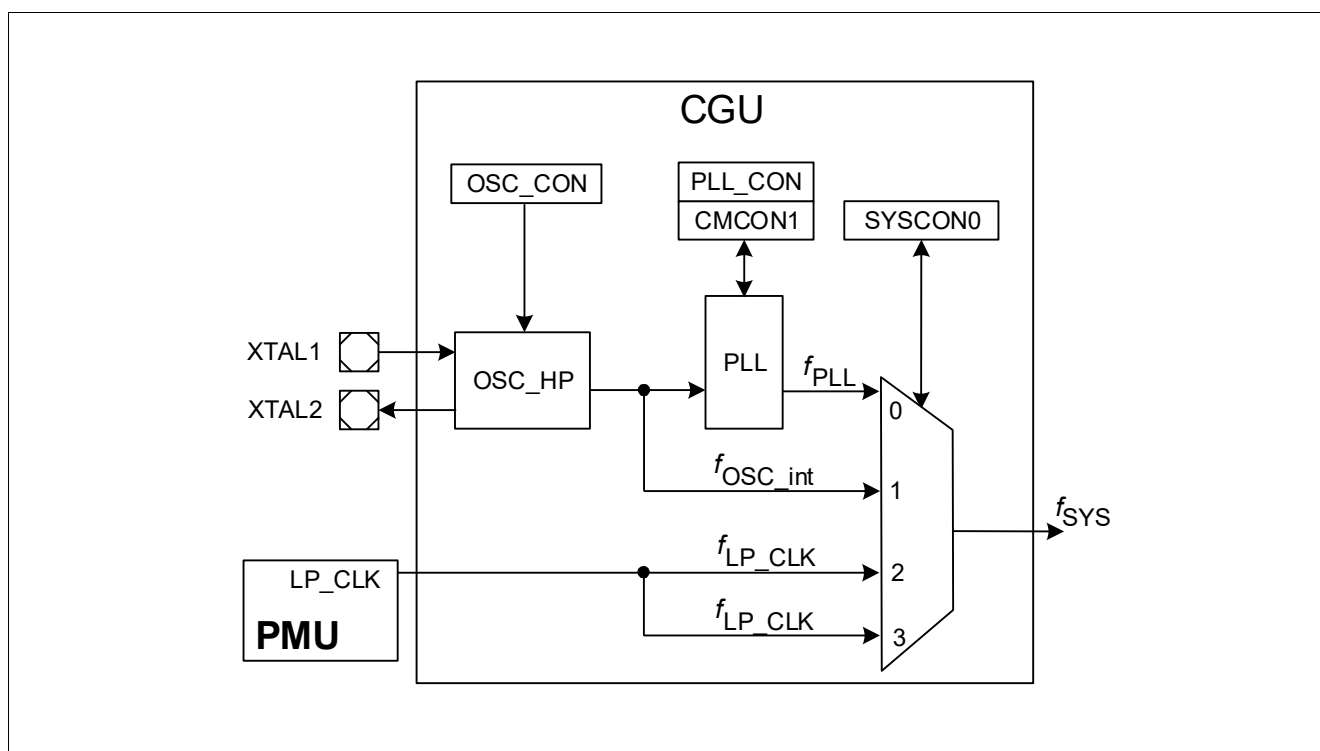 CGU
OSC_CON
PLL_CON
CMCON1
SYSCON0
XTAL1
XTAL2
OSC_HP
PLL
fPLL
0
fOSC_int
1
fSYS
fLP_CLK
2
fLP_CLK
3
LP_CLK
PMU